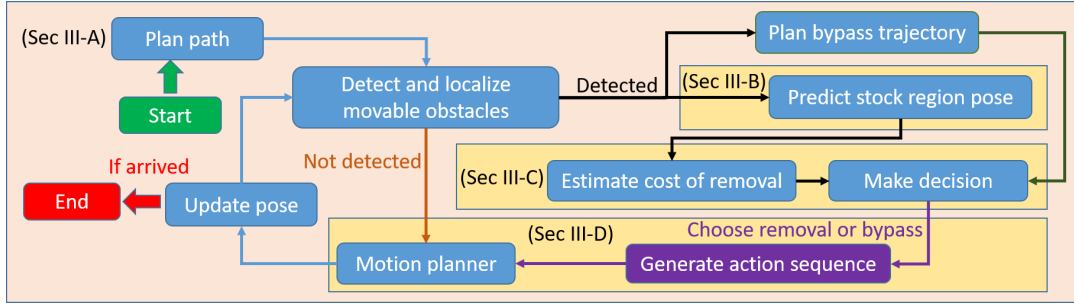 (Sec III-A)
Plan path
Start
Detect and localize
movable obstacles
Detected
Plan bypass trajectory
(Sec III-B)
Predict stock region pose
Not detected
(Sec III-C)
Estimate cost of removal
Make decision
If arrived
End
Update pose
Choose removal or bypass
(Sec III-D)
Motion planner
Generate action sequence